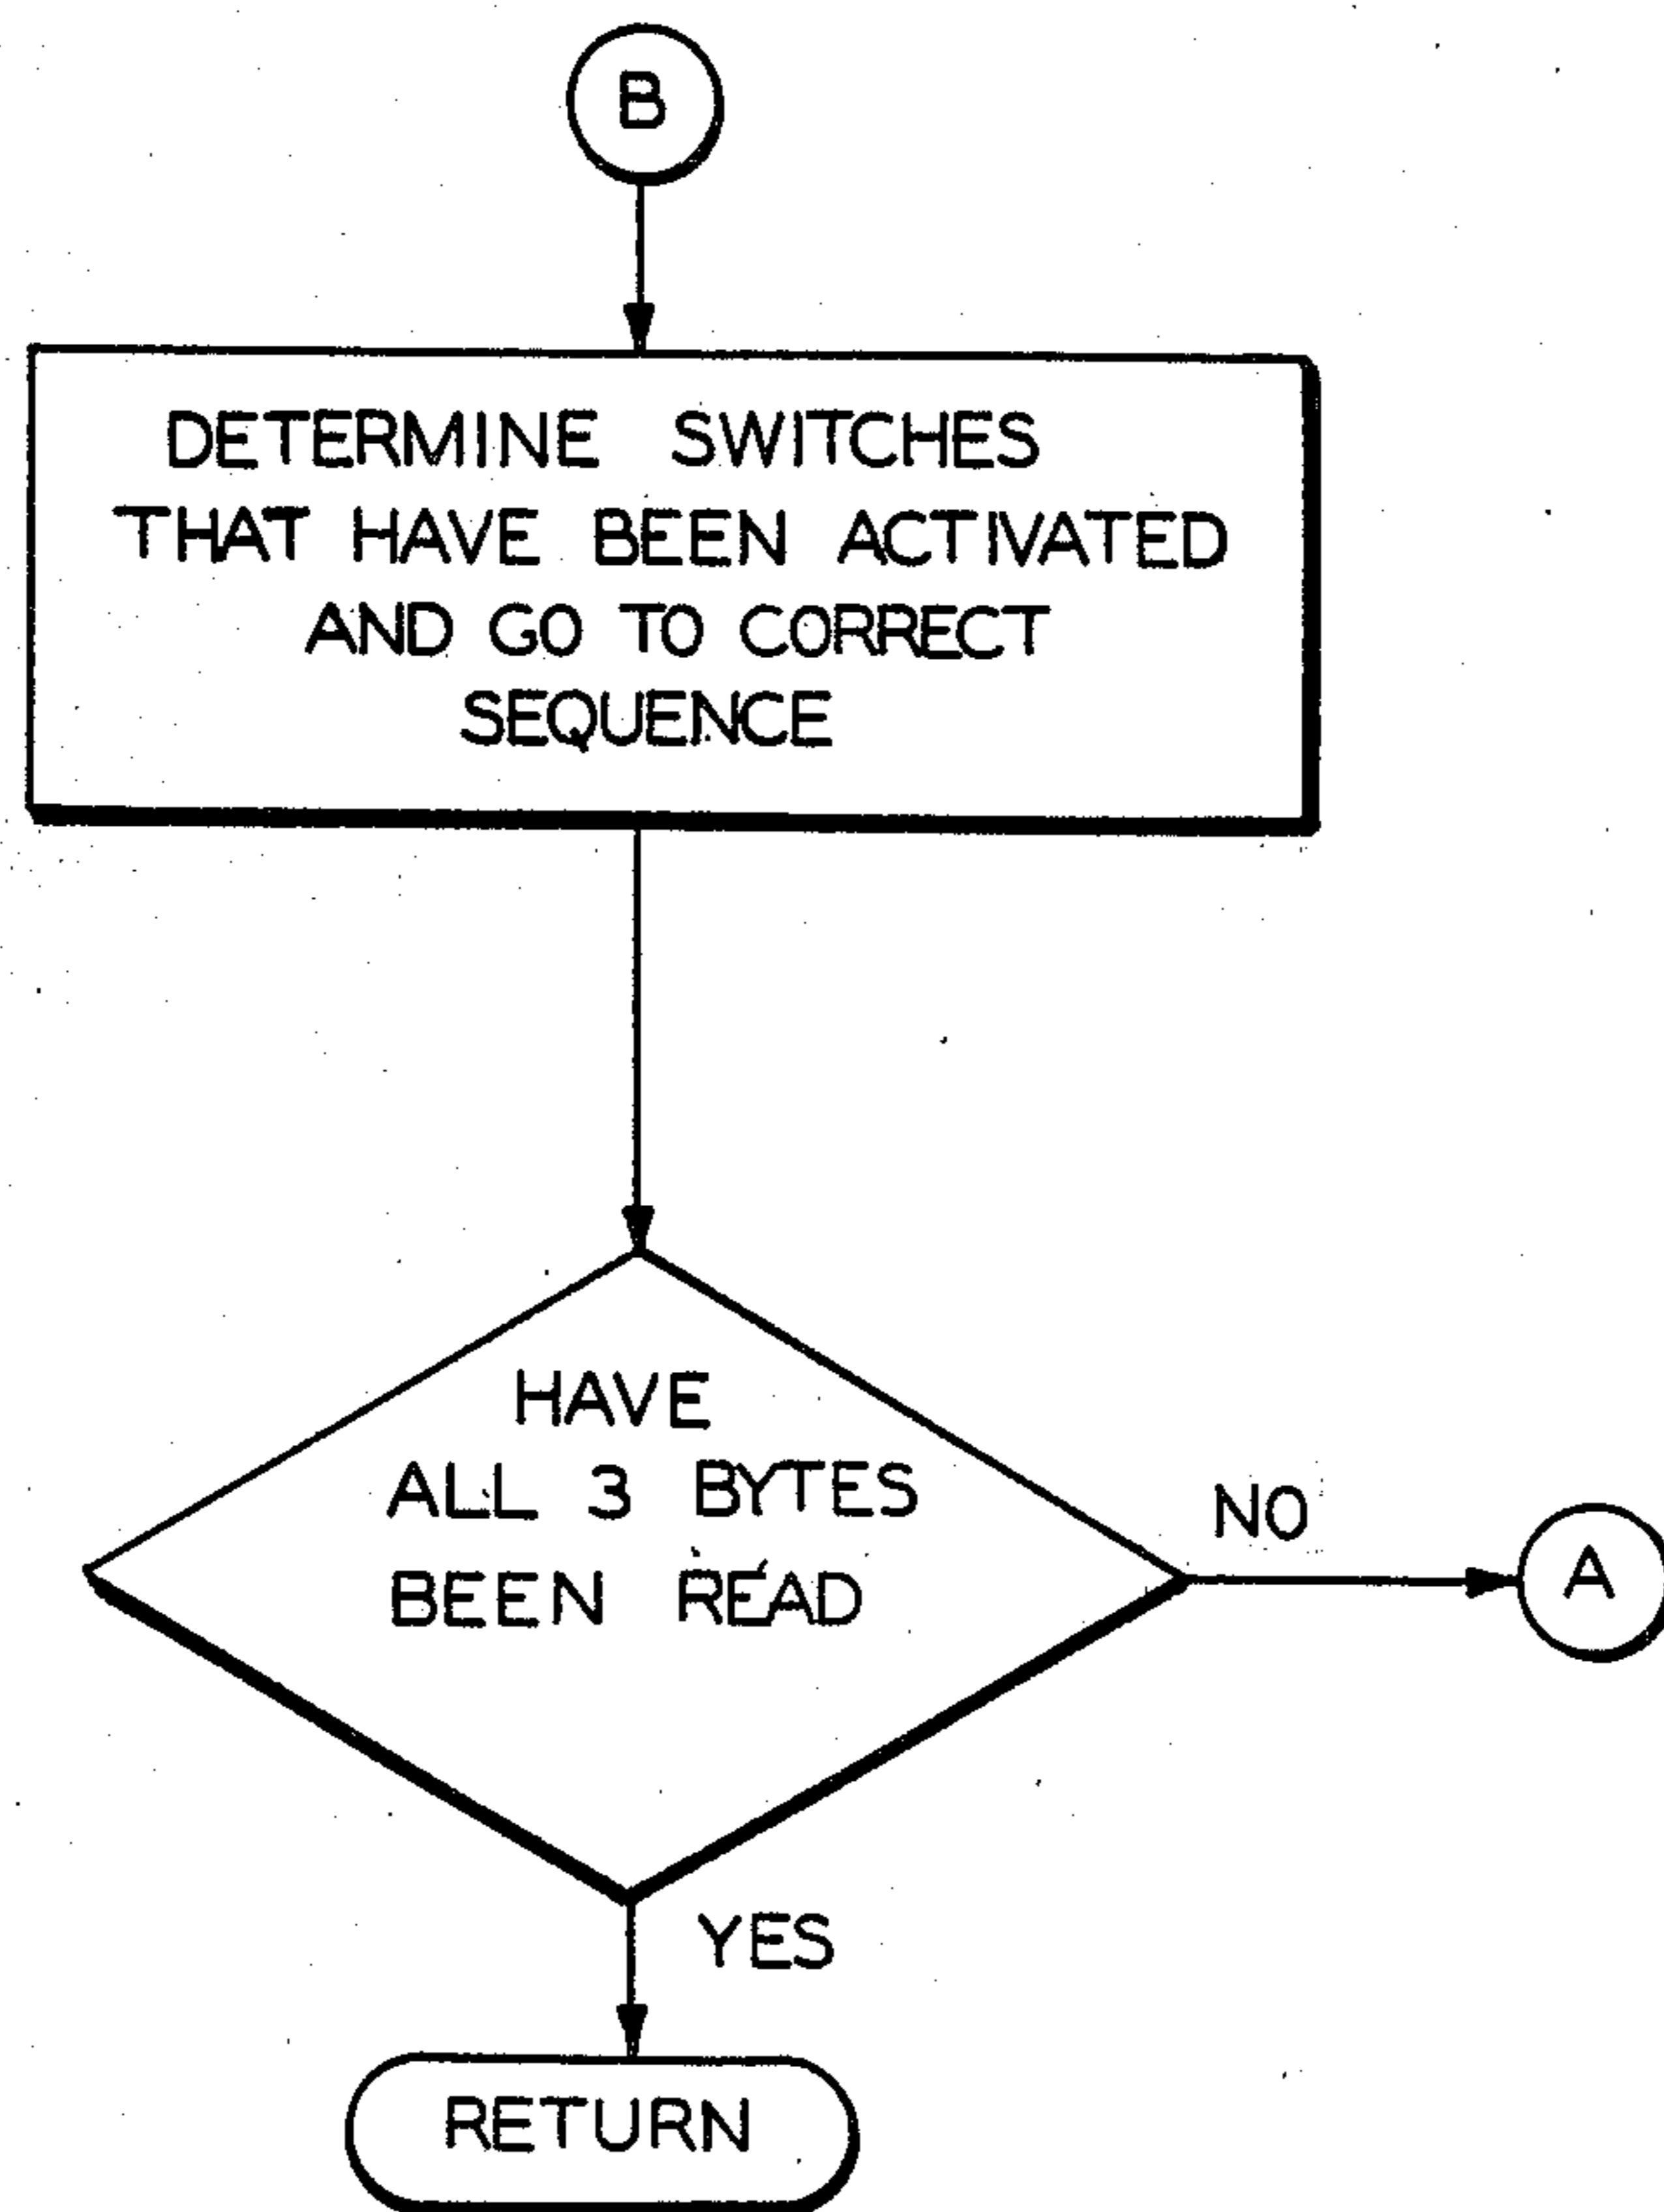 B
DETERMINE SWITCHES
THAT HAVE BEEN ACTIVATED
AND GO TO CORRECT
SEQUENCE
HAVE
ALL 3 BYTES
BEEN READ
NO
A
YES
RETURN